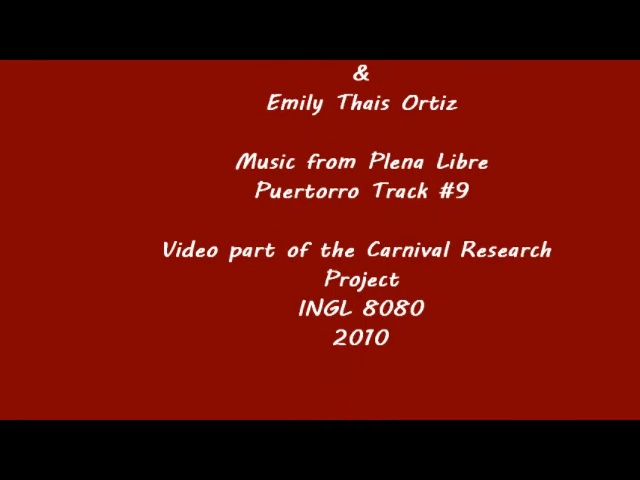 &
Emily Thais Ortiz
Music from Plena Libre
Puertorro Track #9
Video part of the Carnival Research
Project
INGL 8080
2010